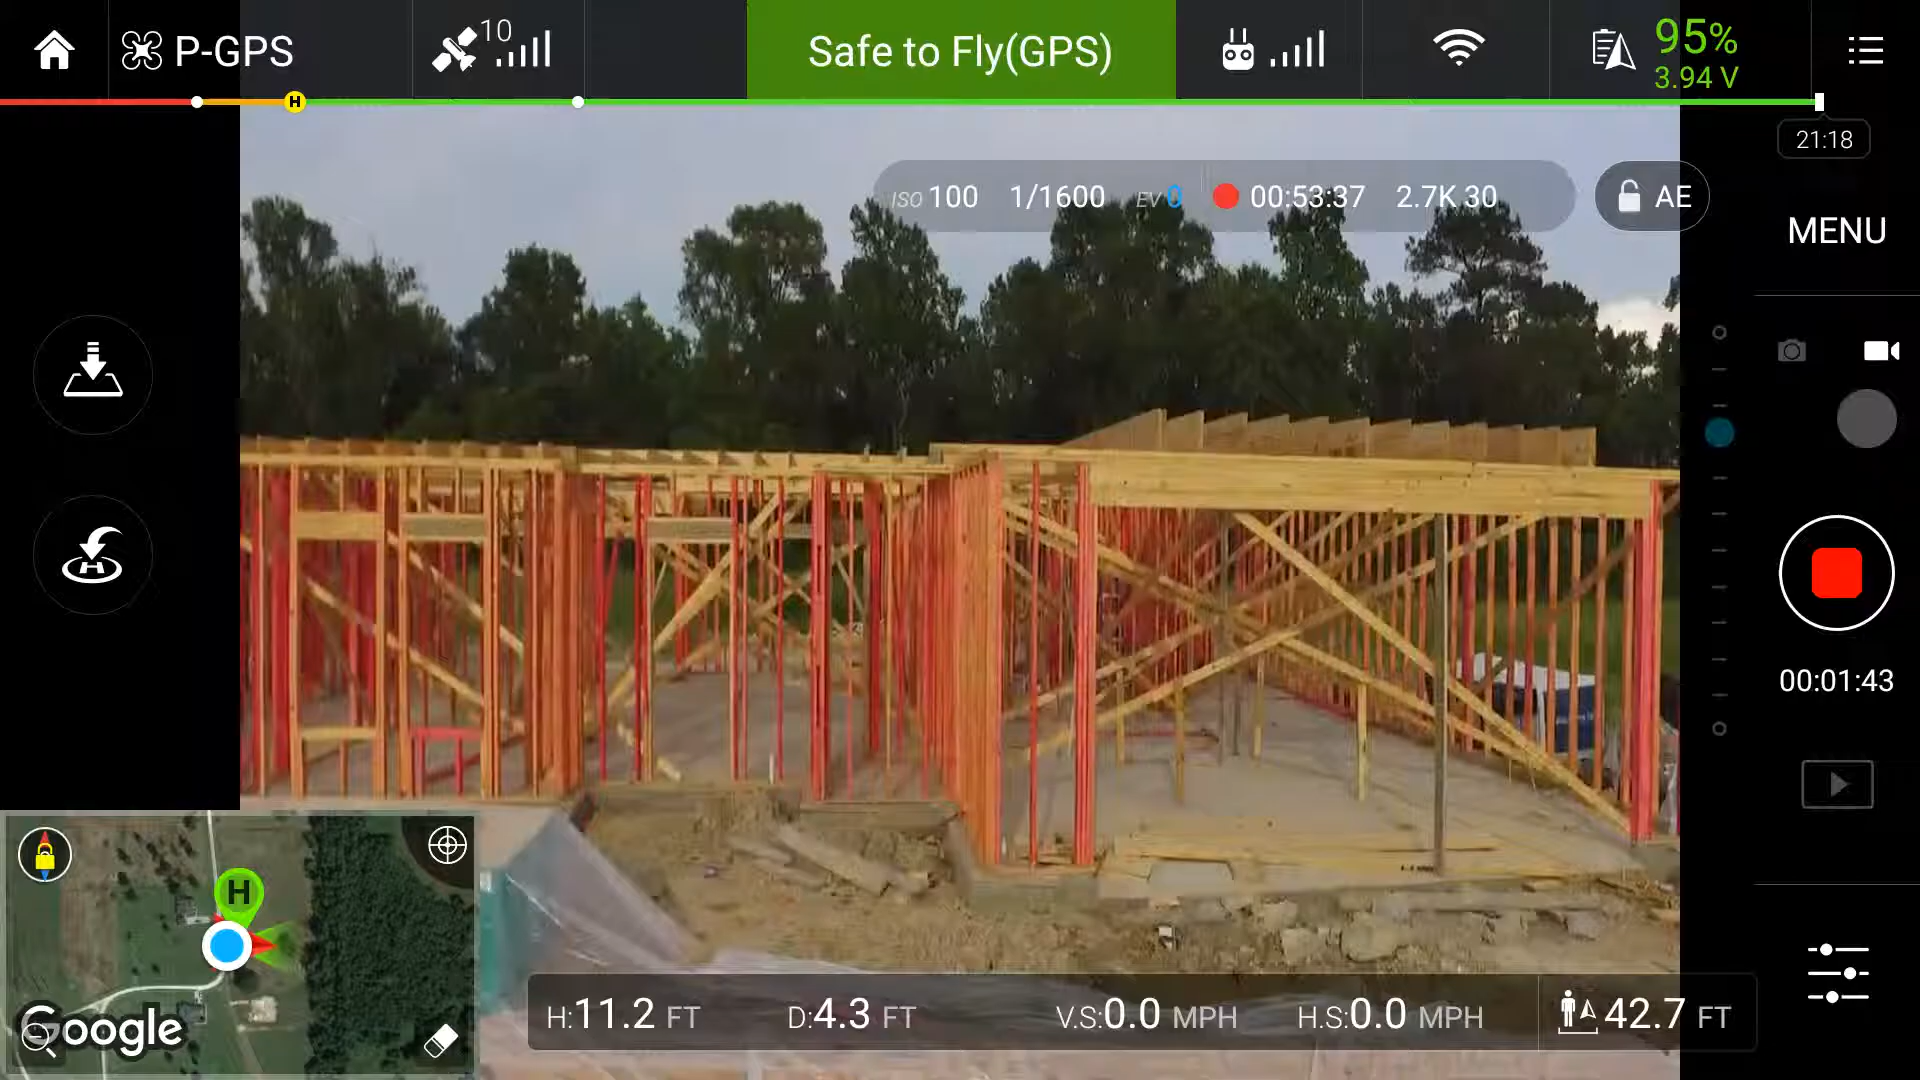 P-GPS
10
Safe to Fly(GPS)
95%
3.94 V
H
21:18
ISO 100 1/1600 EV 0 00:53:37 2.7K 30
AE
MENU
00:01:43
H
Google
H:11.2 FT D:4.3 FT V.S:0.0 MPH H.S:0.0 MPH 42.7 FT